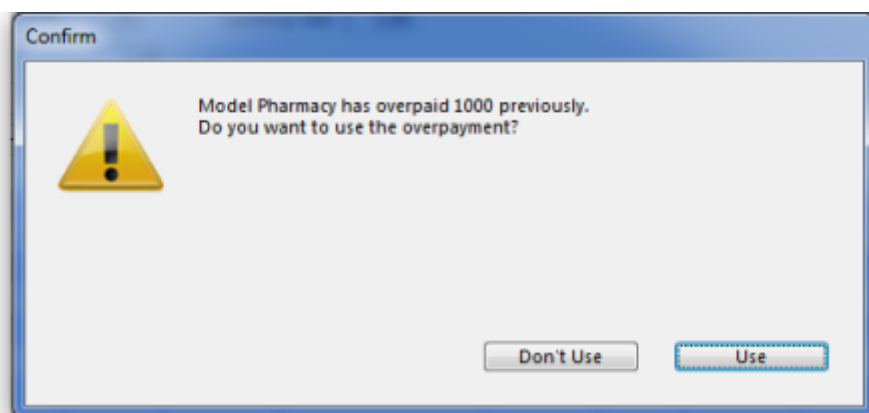 Confirm
Model Pharmacy has overpaid 1000 previously.
Do you want to use the overpayment?
Don't Use
Use